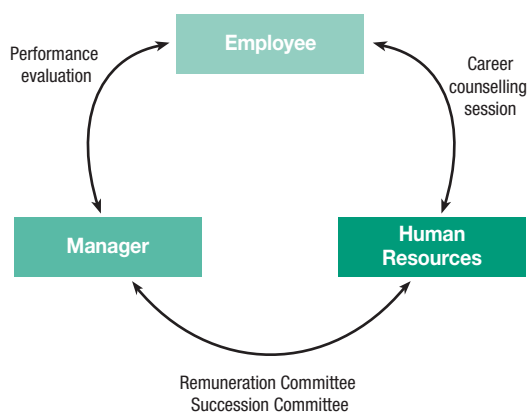 Employee
Performance
evaluation
Career
counselling
session
Manager
Human
Resources
Remuneration Committee
Succession Committee